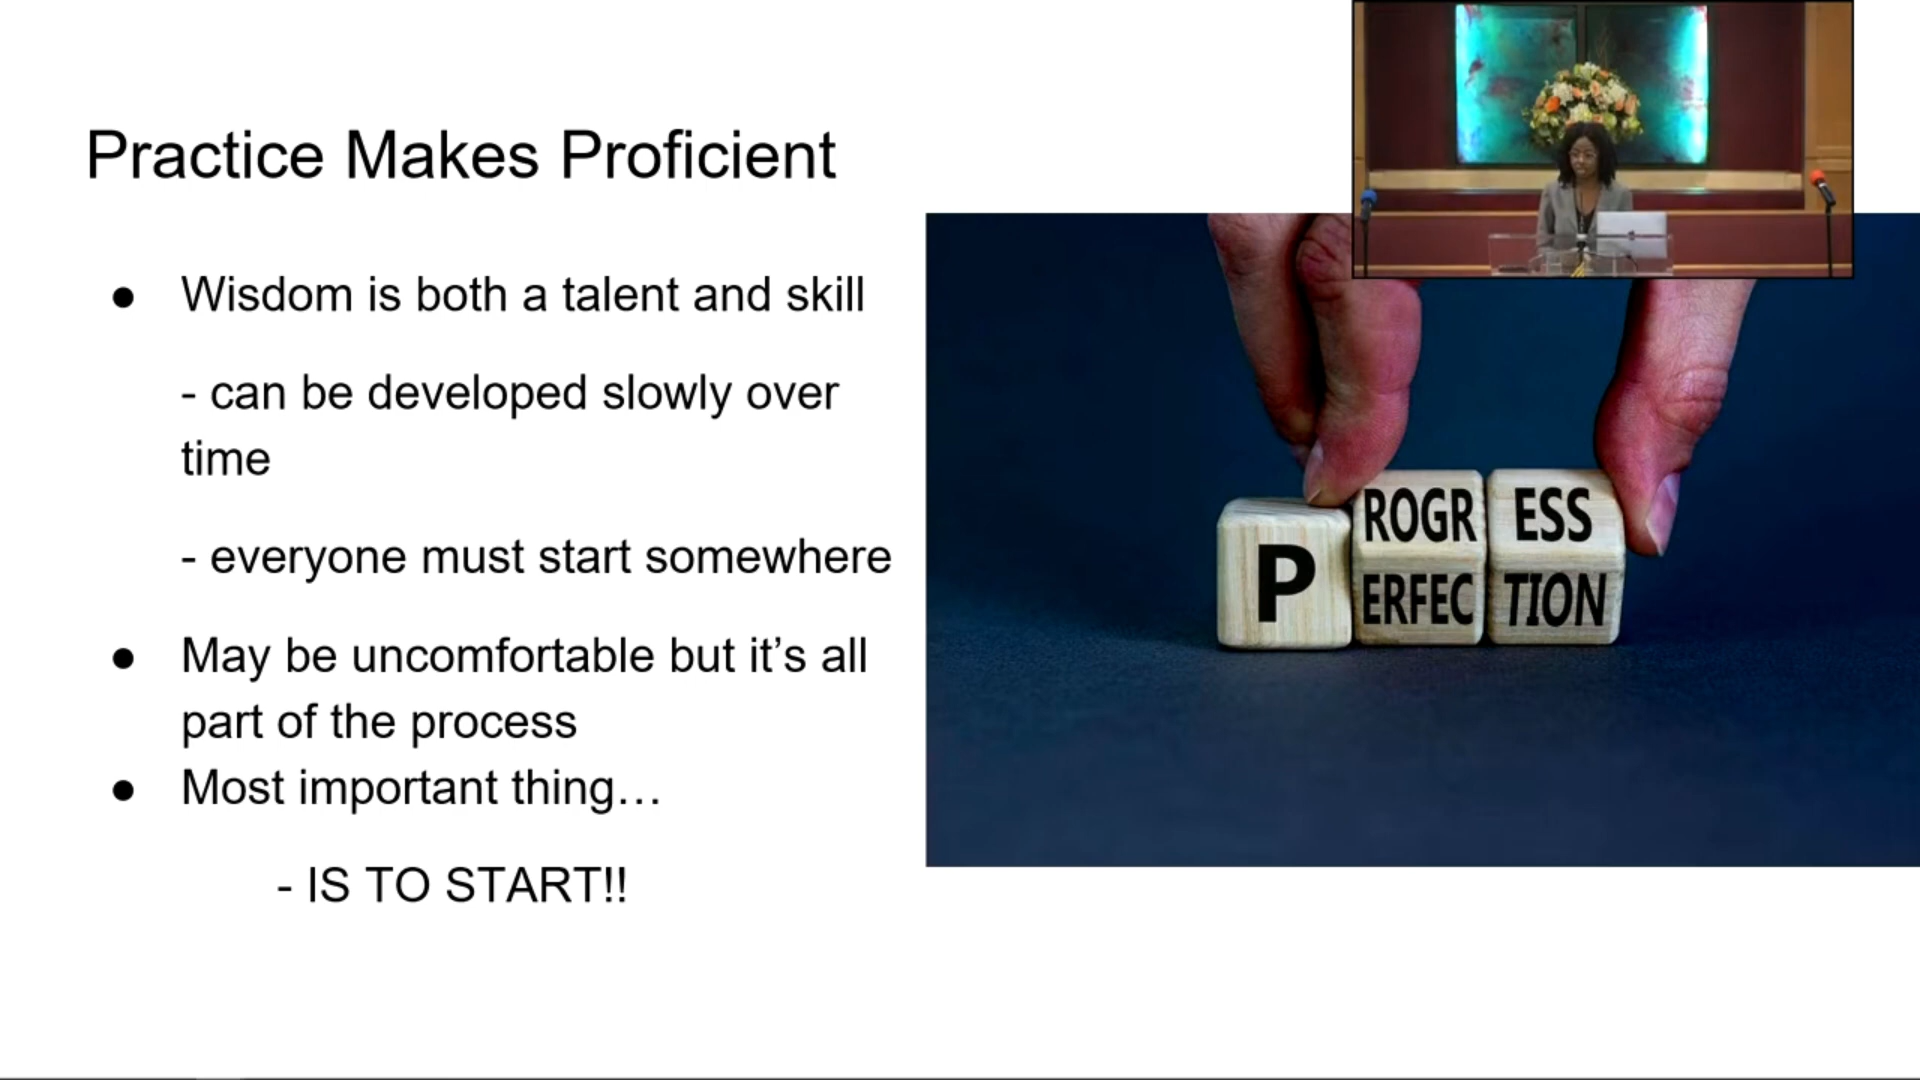 Practice Makes Proficient
● Wisdom is both a talent and skill
- can be developed slowly over
time
- everyone must start somewhere
● May be uncomfortable but it’s all
part of the process
● Most important thing…
- IS TO START!!
P
ROGR ESS
ERFEC TION